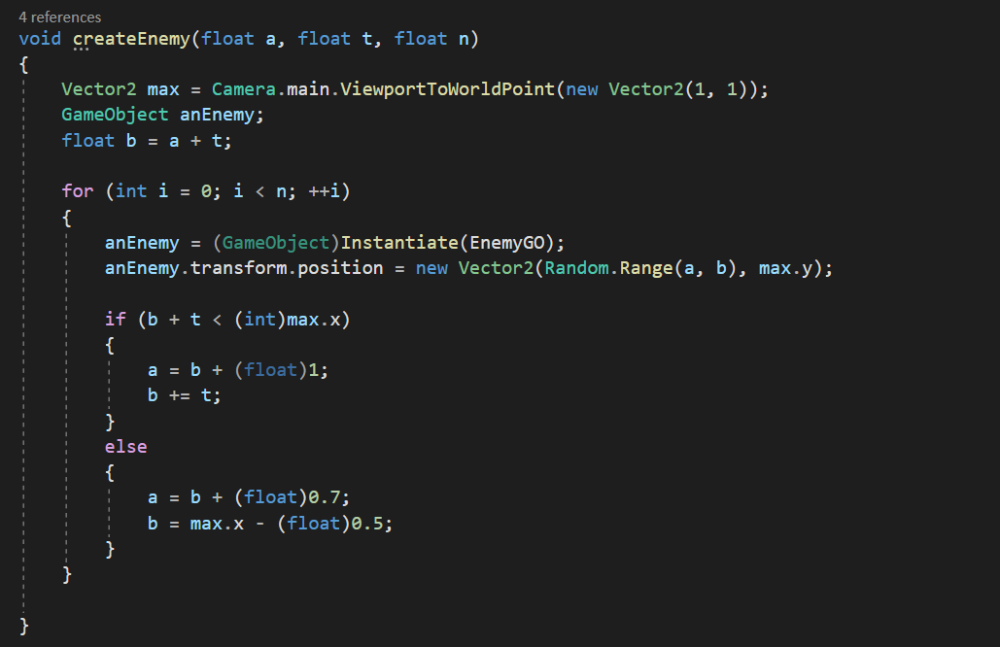 4 references
void createEnemy(float a, float t, float n)
{
    Vector2 max = Camera.main.ViewportToWorldPoint(new Vector2(1, 1));
    GameObject anEnemy;
    float b = a + t;

    for (int i = 0; i < n; ++i)
    {
        anEnemy = (GameObject)Instantiate(EnemyGO);
        anEnemy.transform.position = new Vector2(Random.Range(a, b), max.y);

        if (b + t < (int)max.x)
        {
            a = b + (float)1;
            b += t;
        }
        else
        {
            a = b + (float)0.7;
            b = max.x - (float)0.5;
        }
    }

}